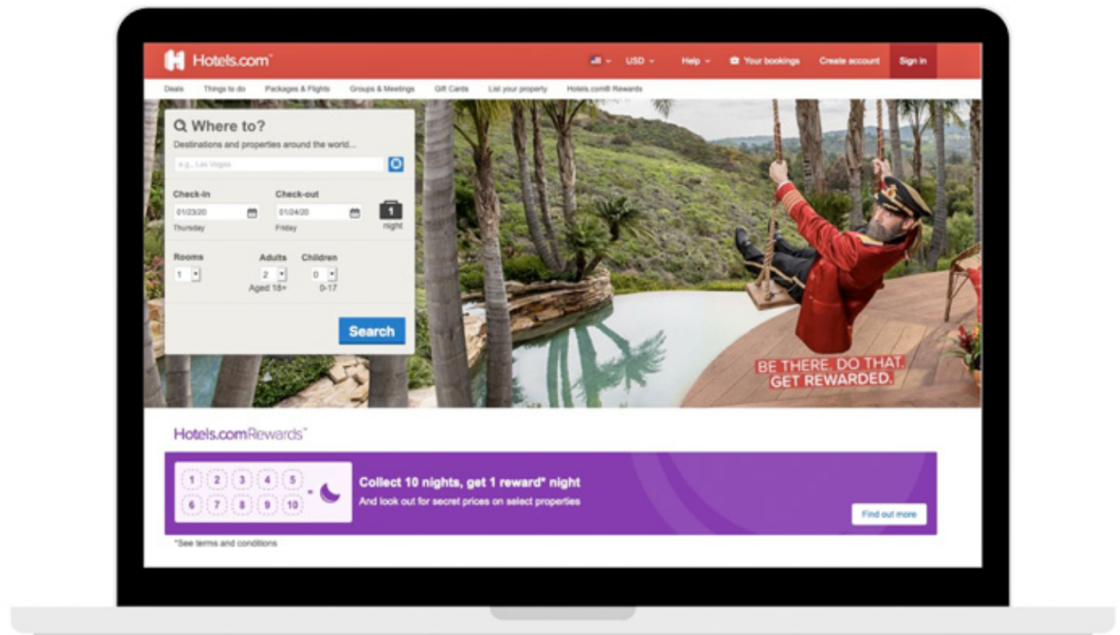 Hotels.com™
USD
Help
Your bookings
Create account
Sign in
Deals
Things to do
Packages & Flights
Groups & Meetings
Gift Cards
List your property
Hotels.com® Rewards
Where to?
Destinations and properties around the world...
e.g., Las Vegas
Check-in
Check-out
01/23/20
01/24/20
1
night
Thursday
Friday
Rooms
Adults
Children
1
2
0
Aged 18+
0-17
Search
BE THERE. DO THAT.
GET REWARDED.
Hotels.comRewards™
1 2 3 4 5
=
6 7 8 9 10
Collect 10 nights, get 1 reward* night
And look out for secret prices on select properties
Find out more
*See terms and conditions